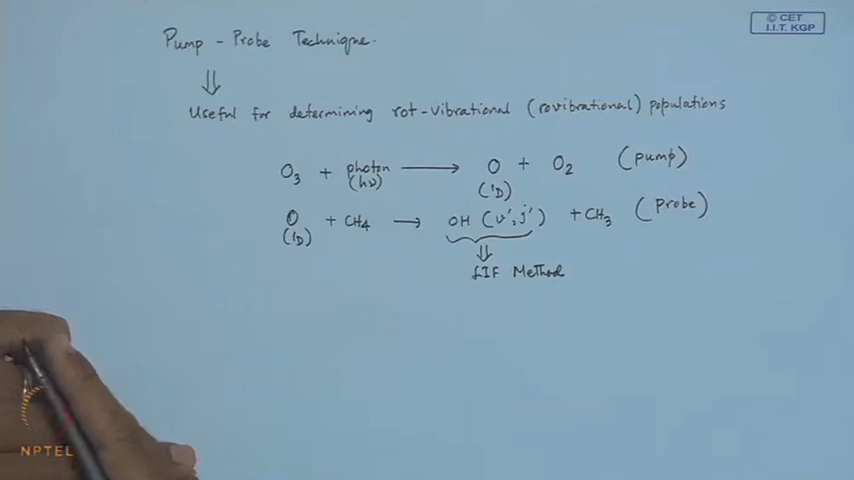 © CET
I.I.T. KGP
Pump - Probe Technique.
⇓
Useful for determining rot-vibrational (rovibrational) populations
O₃ + photon (hν) ⟶ O (¹D) + O₂ (pump)
O (¹D) + CH₄ ⟶ OH (v', j') + CH₃ (Probe)
⇓
LIF Method
NPTEL